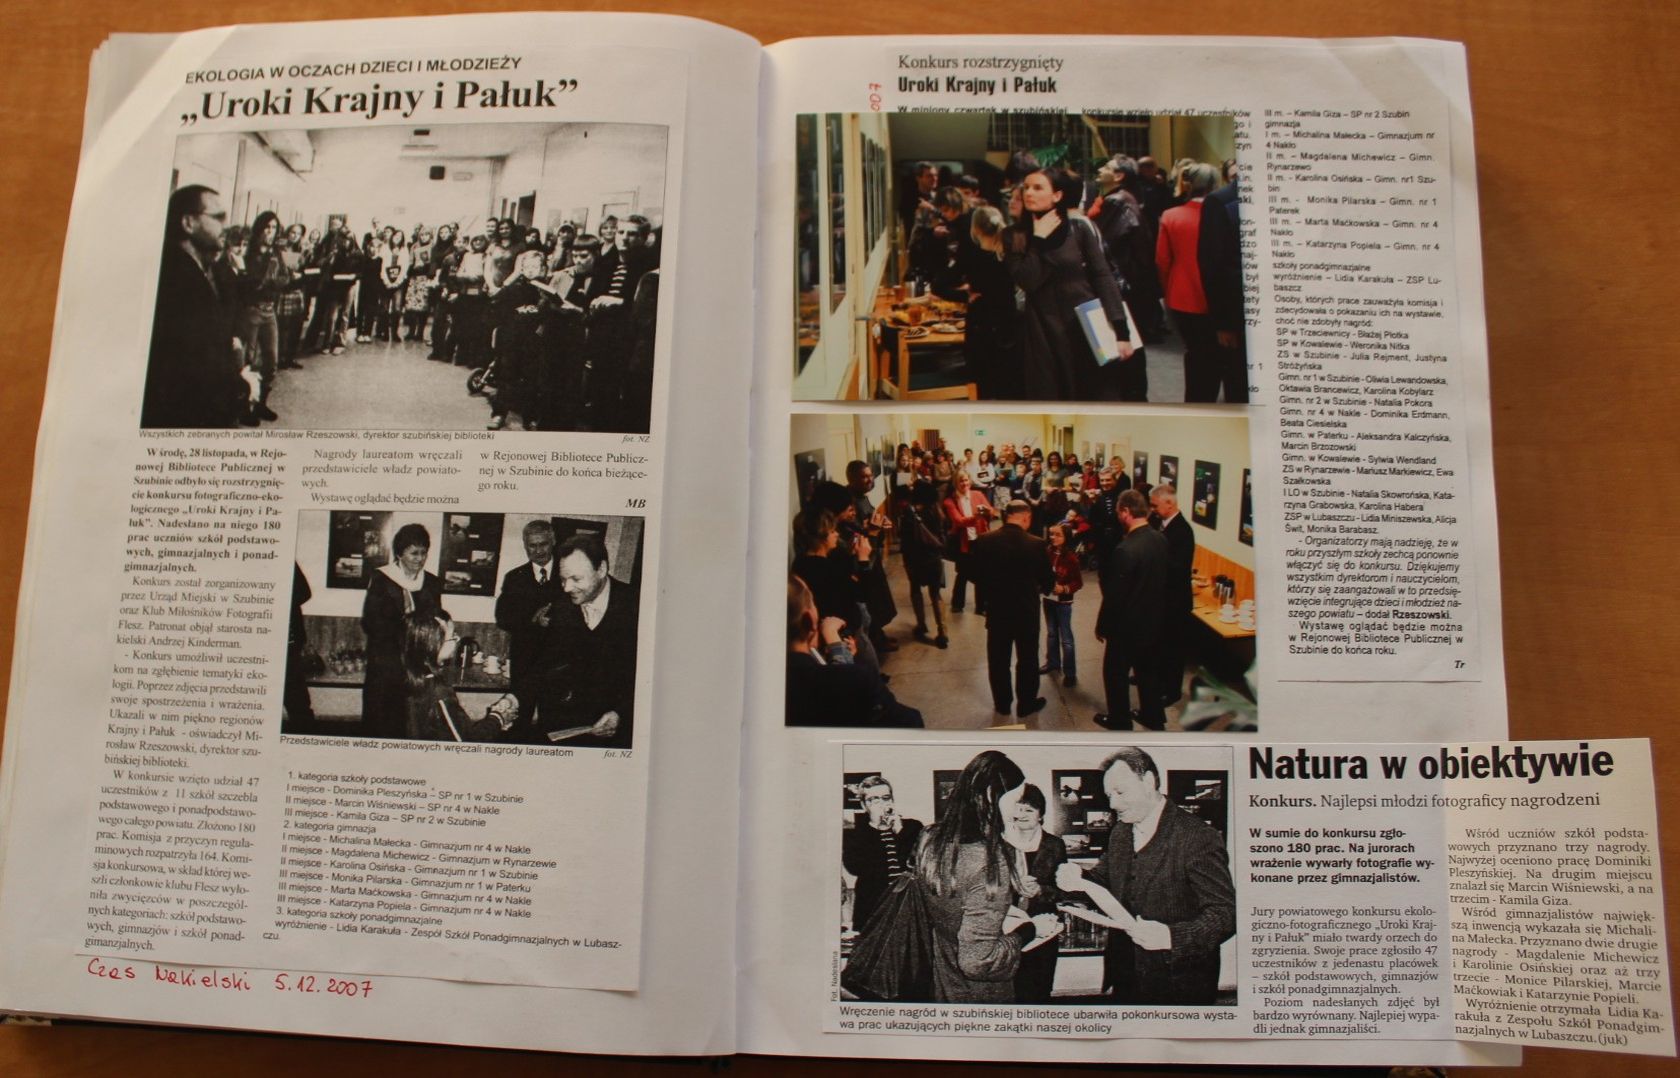 EKOLOGIA W OCZACH DZIECI I MŁODZIEŻY
„Uroki Krajny i Pałuk”
Wszystkich zebranych powitał Mirosław Rzeszowski, dyrektor szubińskiej biblioteki
fot. NZ
W środę, 28 listopada, w Rejo-
nowej Bibliotece Publicznej w
Szubinie odbyło się rozstrzygnię-
cie konkursu fotograficzno-eko-
logicznego „Uroki Krajny i Pa-
łuk”. Nadesłano na niego 180
prac uczniów szkół podstawo-
wych, gimnazjalnych i ponad-
gimnazjalnych.
Konkurs został zorganizowany
przez Urząd Miejski w Szubinie
oraz Klub Miłośników Fotografii
Flesz. Patronat objął starosta na-
kielski Andrzej Kinderman.
- Konkurs umożliwił uczestni-
kom na zgłębienie tematyki eko-
logii. Poprzez zdjęcia przedstawili
swoje spostrzeżenia i wrażenia.
Ukazali w nim piękno regionów
Krajny i Pałuk - oświadczył Mi-
rosław Rzeszowski, dyrektor szu-
bińskiej biblioteki.
W konkursie wzięto udział 47
uczestników z 11 szkół szczebla
podstawowego i ponadpodstawo-
wego całego powiatu. Złożono 180
prac. Komisja z przyczyn regula-
minowych rozpatrzyła 164. Komi-
sja konkursowa, w skład której we-
szli członkowie klubu Flesz wyło-
niła zwycięzców w poszczegól-
nych kategoriach: szkół podstawo-
wych, gimnazjów i szkół ponad-
gimanzjalnych.
Nagrody laureatom wręczali
przedstawiciele władz powiato-
wych.
Wystawę oglądać będzie można
w Rejonowej Bibliotece Publicz-
nej w Szubinie do końca bieżące-
go roku.
MB
Przedstawiciele władz powiatowych wręczali nagrody laureatom
fot. NZ
1. kategoria szkoły podstawowe
I miejsce - Dominika Pleszyńska – SP nr 1 w Szubinie
II miejsce - Marcin Wiśniewski – SP nr 4 w Nakle
III miejsce - Kamila Giza – SP nr 2 w Szubinie
2. kategoria gimnazja
I miejsce - Michalina Małecka - Gimnazjum nr 4 w Nakle
II miejsce - Magdalena Michewicz - Gimnazjum w Rynarzewie
II miejsce - Karolina Osińska - Gimnazjum nr 1 w Szubinie
III miejsce - Monika Pilarska - Gimnazjum nr 1 w Paterku
III miejsce - Marta Maćkowska - Gimnazjum nr 4 w Nakle
III miejsce - Katarzyna Popiela - Gimnazjum nr 4 w Nakle
3. kategoria szkoły ponadgimnazjalne
wyróżnienie - Lidia Karakuła - Zespół Szkół Ponadgimnazjalnych w Lubasz-
czu.
Czas Nakielski 5.12.2007
Konkurs rozstrzygnięty
Uroki Krajny i Pałuk
007
W miniony czwartek w szubińskiej
konkursie wzięło udział 47 uczestników
III m. – Kamila Giza – SP nr 2 Szubin
gimnazja
I m. – Michalina Małecka – Gimnazjum nr
4 Nakło
II m. – Magdalena Michewicz – Gimn.
Rynarzewo
II m. - Karolina Osińska – Gimn. nr1 Szu-
bin
III m. - Monika Pilarska – Gimn. nr 1
Paterek
III m. – Marta Maćkowska – Gimn. nr 4
Nakło
III m. – Katarzyna Popiela – Gimn. nr 4
Nakło
szkoły ponadgimnazjalne
wyróżnienie – Lidia Karakuła – ZSP Lu-
baszcz
Osoby, których prace zauważyła komisja i
zdecydowała o pokazaniu ich na wystawie,
choć nie zdobyły nagród:
SP w Trzeciewnicy - Błażej Płotka
SP w Kowalewie - Weronika Nitka
ZS w Szubinie - Julia Rejment, Justyna
Stróżyńska
Gimn. nr 1 w Szubinie - Oliwia Lewandowska,
Oktawia Brancewicz, Karolina Kobylarz
Gimn. nr 2 w Szubinie - Natalia Pokora
Gimn. nr 4 w Nakle - Dominika Erdmann,
Beata Ciesielska
Gimn. w Paterku - Aleksandra Kalczyńska,
Marcin Brzozowski
Gimn. w Kowalewie - Sylwia Wendland
ZS w Rynarzewie - Mariusz Markiewicz, Ewa
Szałkowska
I LO w Szubinie - Natalia Skowrońska, Kata-
rzyna Grabowska, Karolina Habera
ZSP w Lubaszczu - Lidia Miniszewska, Alicja
Świt, Monika Barabasz.
- Organizatorzy mają nadzieję, że w
roku przyszłym szkoły zechcą ponownie
włączyć się do konkursu. Dziękujemy
wszystkim dyrektorom i nauczycielom,
którzy się zaangażowali w to przedsię-
wzięcie integrujące dzieci i młodzież na-
szego powiatu – dodał Rzeszowski.
Wystawę oglądać będzie można
w Rejonowej Bibliotece Publicznej w
Szubinie do końca roku.
Tr
Fot. Nadesłana
Wręczenie nagród w szubińskiej bibliotece ubarwiła pokonkursowa wysta-
wa prac ukazujących piękne zakątki naszej okolicy
Natura w obiektywie
Konkurs. Najlepsi młodzi fotograficy nagrodzeni
W sumie do konkursu zgło-
szono 180 prac. Na jurorach
wrażenie wywarły fotografie wy-
konane przez gimnazjalistów.
Jury powiatowego konkursu ekolo-
giczno-fotograficznego „Uroki Kraj-
ny i Pałuk” miało twardy orzech do
zgryzienia. Swoje prace zgłosiło 47
uczestników z jedenastu placówek
– szkół podstawowych, gimnazjów
i szkół ponadgimnazjalnych.
Poziom nadesłanych zdjęć był
bardzo wyrównany. Najlepiej wypa-
dli jednak gimnazjaliści.
Wśród uczniów szkół podsta-
wowych przyznano trzy nagrody.
Najwyżej oceniono pracę Dominiki
Pleszyńskiej. Na drugim miejscu
znalazł się Marcin Wiśniewski, a na
trzecim - Kamila Giza.
Wśród gimnazjalistów najwięk-
szą inwencją wykazała się Michali-
na Małecka. Przyznano dwie drugie
nagrody - Magdalenie Michewicz
i Karolinie Osińskiej oraz aż trzy
trzecie - Monice Pilarskiej, Marcie
Maćkowiak i Katarzynie Popieli.
Wyróżnienie otrzymała Lidia Ka-
rakuła z Zespołu Szkół Ponadgim-
nazjalnych w Lubaszczu. (juk)